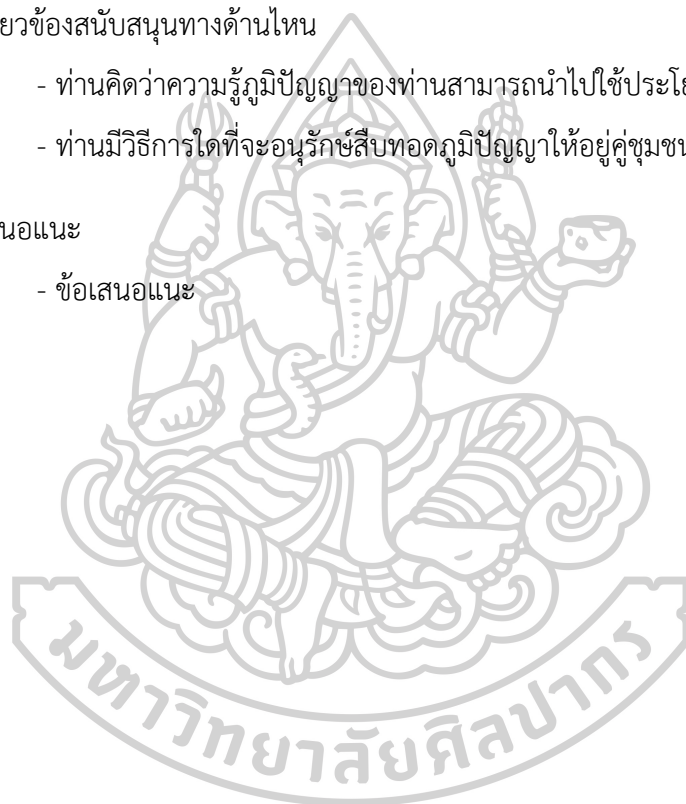 ยวข้องสนับสนุนทางด้านไหน
- ท่านคิดว่าความรู้ภูมิปัญญาของท่านสามารถนำไปใช้ประโย
- ท่านมีวิธีการใดที่จะอนุรักษ์สืบทอดภูมิปัญญาให้อยู่คู่ชุมชน
นอแนะ
- ข้อเสนอแนะ
มหาวิทยาลัยศิลปากร